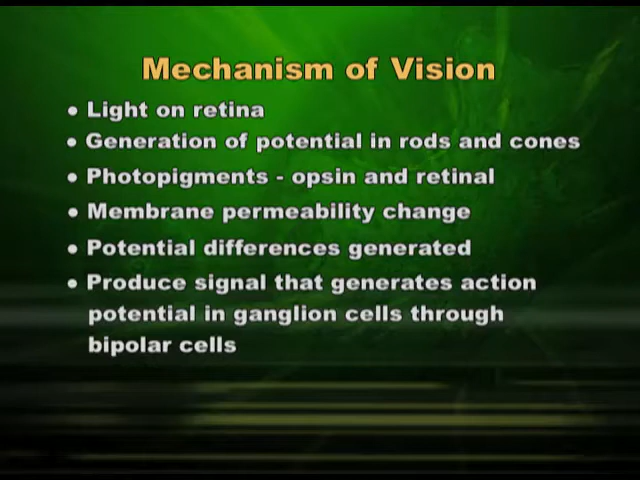 Mechanism of Vision
• Light on retina
• Generation of potential in rods and cones
• Photopigments - opsin and retinal
• Membrane permeability change
• Potential differences generated
• Produce signal that generates action
potential in ganglion cells through
bipolar cells